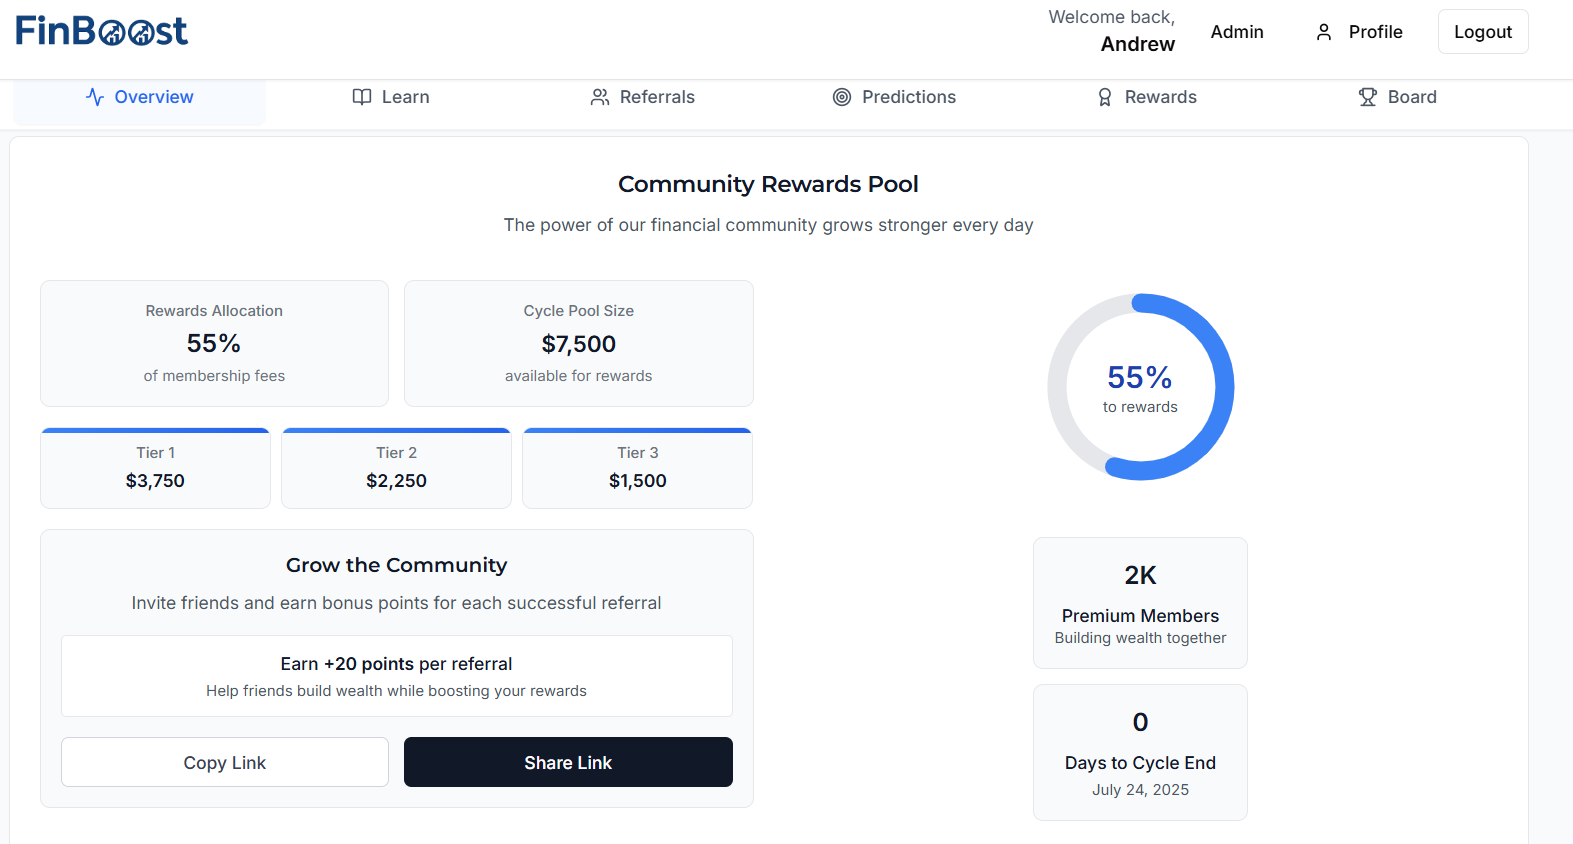 FinBoost
Welcome back,
Andrew
Admin
Profile
Logout
Overview
Learn
Referrals
Predictions
Rewards
Board
Community Rewards Pool
The power of our financial community grows stronger every day
Rewards Allocation
55%
of membership fees
Cycle Pool Size
$7,500
available for rewards
Tier 1
$3,750
Tier 2
$2,250
Tier 3
$1,500
Grow the Community
Invite friends and earn bonus points for each successful referral
Earn +20 points per referral
Help friends build wealth while boosting your rewards
Copy Link
Share Link
55%
to rewards
2K
Premium Members
Building wealth together
0
Days to Cycle End
July 24, 2025